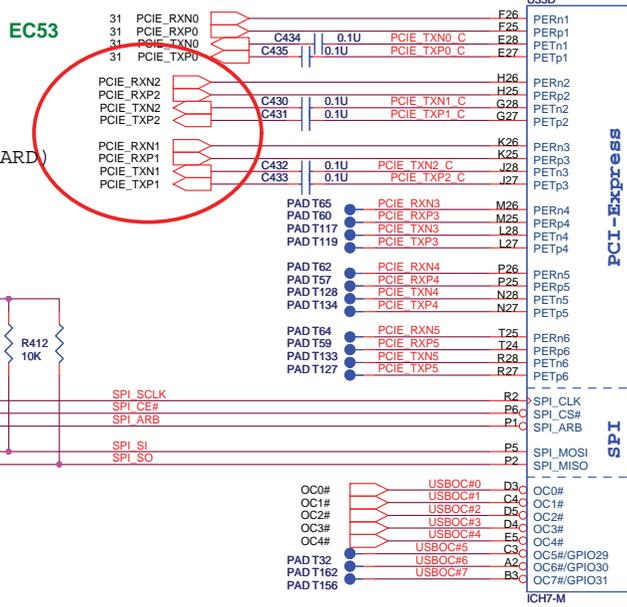 U35D
EC53
31 PCIE_RXN0 F26 PERn1
31 PCIE_RXP0 F25 PERp1
31 PCIE_TXN0 C434 0.1U PCIE_TXN0_C E28 PETn1
31 PCIE_TXP0 C435 0.1U PCIE_TXP0_C E27 PETp1
PCIE_RXN2 H26 PERn2
PCIE_RXP2 H25 PERp2
PCIE_TXN2 C430 0.1U PCIE_TXN1_C G28 PETn2
PCIE_TXP2 C431 0.1U PCIE_TXP1_C G27 PETp2
PCIE_RXN1 K26 PERn3
ARD) PCIE_RXP1 K25 PERp3
PCIE_TXN1 C432 0.1U PCIE_TXN2_C J28 PETn3
PCIE_TXP1 C433 0.1U PCIE_TXP2_C J27 PETp3
PCI-Express
PAD T65 PCIE_RXN3 M26 PERn4
PAD T60 PCIE_RXP3 M25 PERp4
PAD T117 PCIE_TXN3 L28 PETn4
PAD T119 PCIE_TXP3 L27 PETp4
PAD T62 PCIE_RXN4 P26 PERn5
PAD T57 PCIE_RXP4 P25 PERp5
PAD T128 PCIE_TXN4 N28 PETn5
PAD T134 PCIE_TXP4 N27 PETp5
PAD T64 PCIE_RXN5 T25 PERn6
PAD T59 PCIE_RXP5 T24 PERp6
PAD T133 PCIE_TXN5 R28 PETn6
PAD T127 PCIE_TXP5 R27 PETp6
R412
10K
SPI_SCLK R2 SPI_CLK
SPI_CE# P6 SPI_CS#
SPI_ARB P1 SPI_ARB
SPI
SPI_SI P5 SPI_MOSI
SPI_SO P2 SPI_MISO
OC0# USBOC#0 D3 OC0#
OC1# USBOC#1 C4 OC1#
OC2# USBOC#2 D5 OC2#
OC3# USBOC#3 D4 OC3#
OC4# USBOC#4 E5 OC4#
PAD T32 USBOC#5 C3 OC5#/GPIO29
PAD T162 USBOC#6 A2 OC6#/GPIO30
PAD T156 USBOC#7 B3 OC7#/GPIO31
ICH7-M